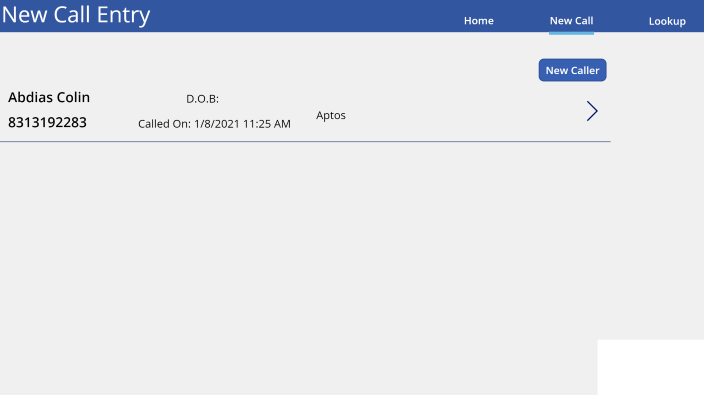 New Call Entry
Home
New Call
Lookup
New Caller
Abdias Colin
D.O.B:
8313192283
Called On: 1/8/2021 11:25 AM
Aptos